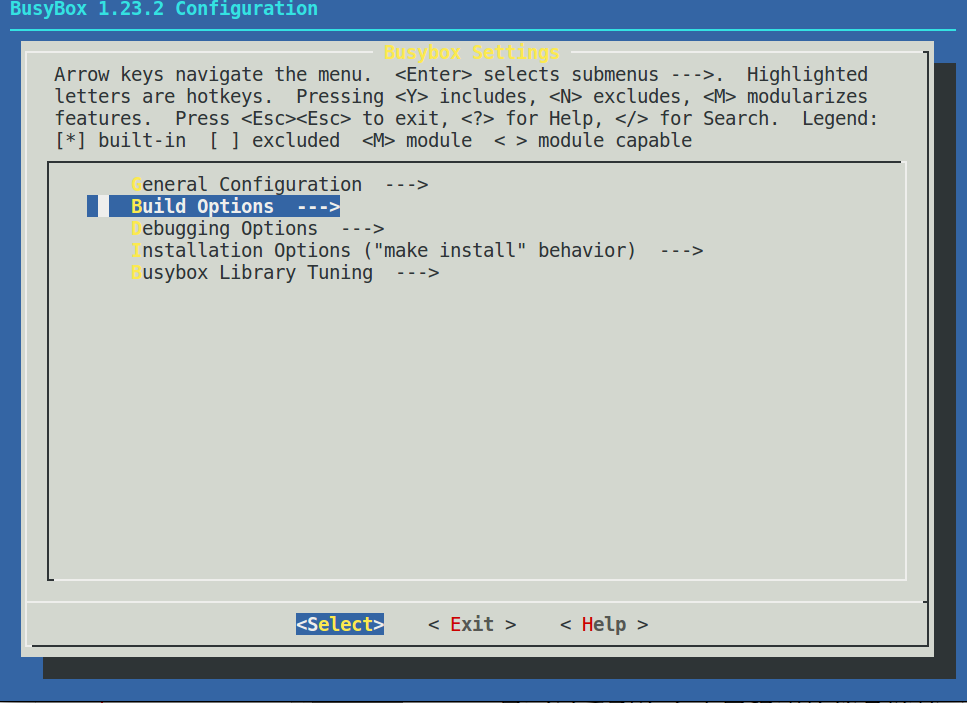 BusyBox 1.23.2 Configuration
Busybox Settings
Arrow keys navigate the menu.  <Enter> selects submenus --->.  Highlighted
letters are hotkeys.  Pressing <Y> includes, <N> excludes, <M> modularizes
features.  Press <Esc><Esc> to exit, <?> for Help, </> for Search.  Legend:
[*] built-in  [ ] excluded  <M> module  < > module capable
General Configuration  --->
Build Options  --->
Debugging Options  --->
Installation Options ("make install" behavior)  --->
Busybox Library Tuning  --->
<Select>    < Exit >    < Help >